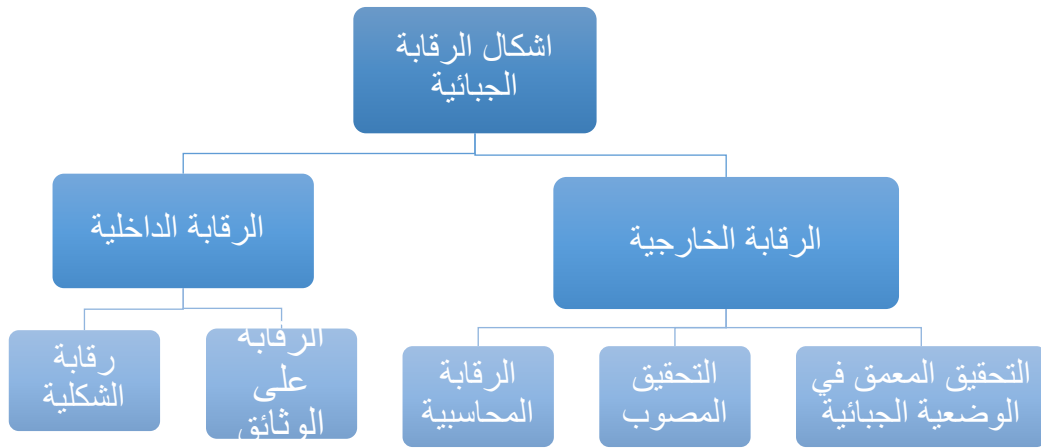 اشكال الرقابة
الجبائية
الرقابة الخارجية
الرقابة الداخلية
التحقيق المعمق في
الوضعية الجبائية
التحقيق
المصوب
الرقابة
المحاسبية
الرقابة
على
الوثائق
رقابة
الشكلية